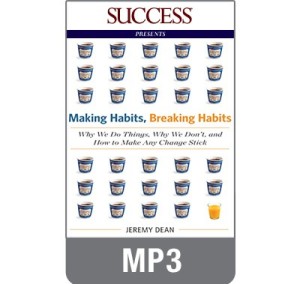 SUCCESS
PRESENTS
Making Habits, Breaking Habits
Why We Do Things, Why We Don't, and
How to Make Any Change Stick
JEREMY DEAN
MP3